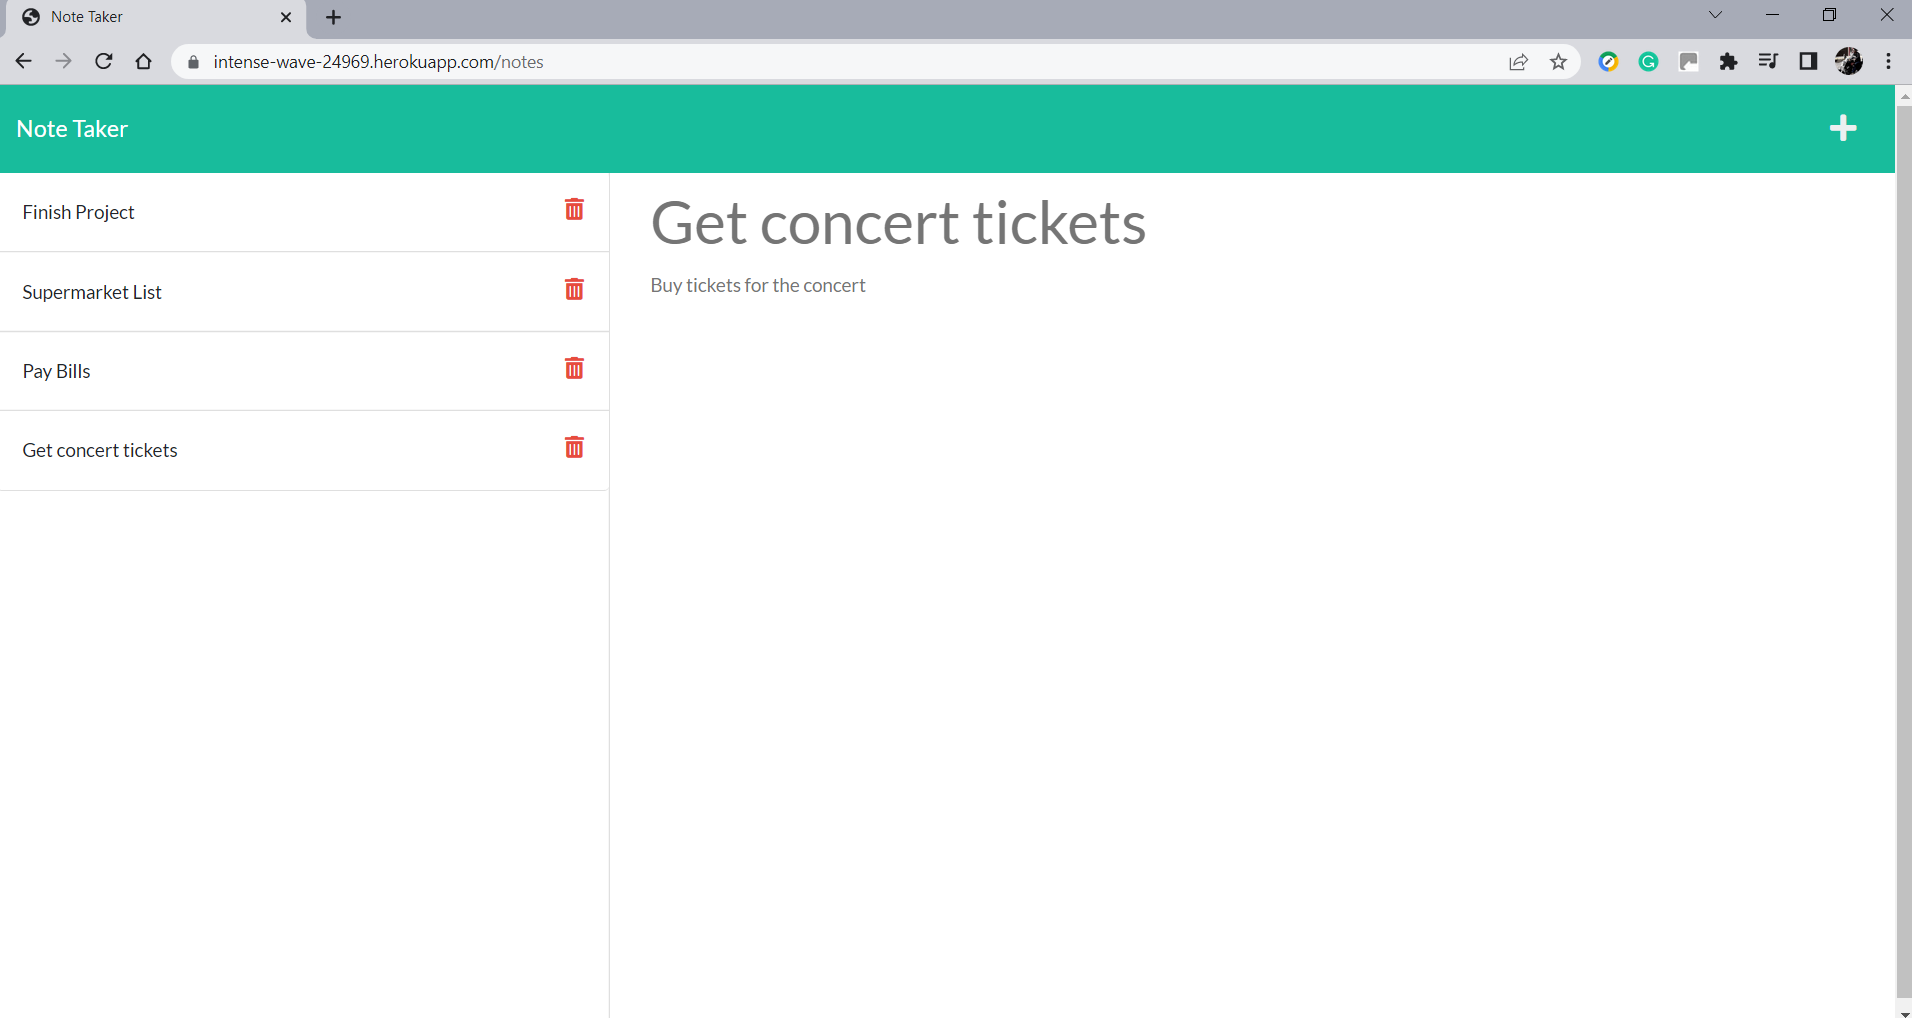 Note Taker
intense-wave-24969.herokuapp.com/notes
Note Taker
Finish Project
Supermarket List
Pay Bills
Get concert tickets
Get concert tickets
Buy tickets for the concert